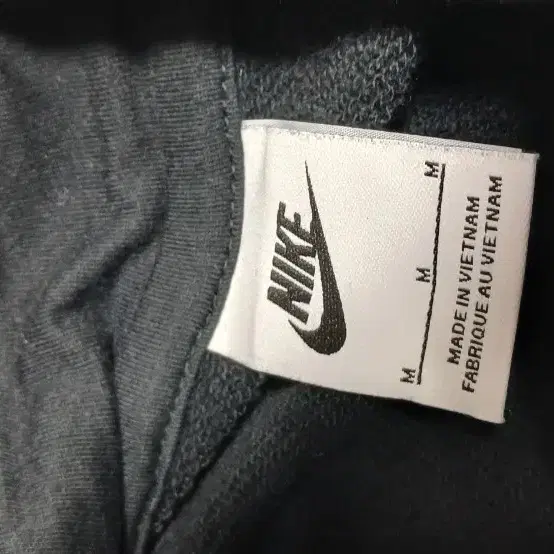 NIKE
M M M
MADE IN VIETNAM
FABRIQUE AU VIETNAM